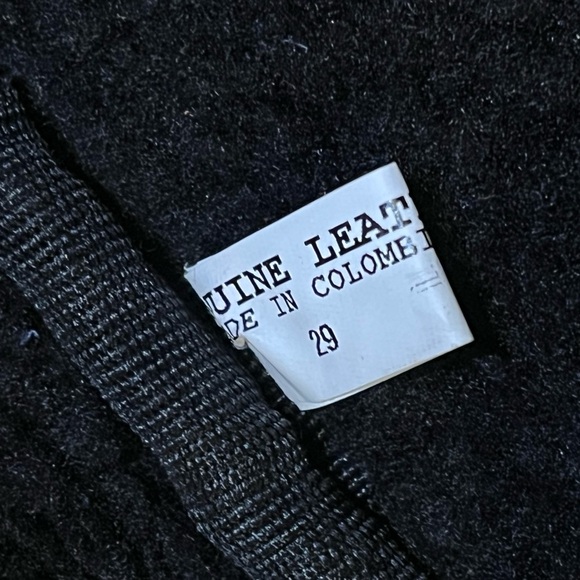 UINE LEAT
DE IN COLOMBI
29